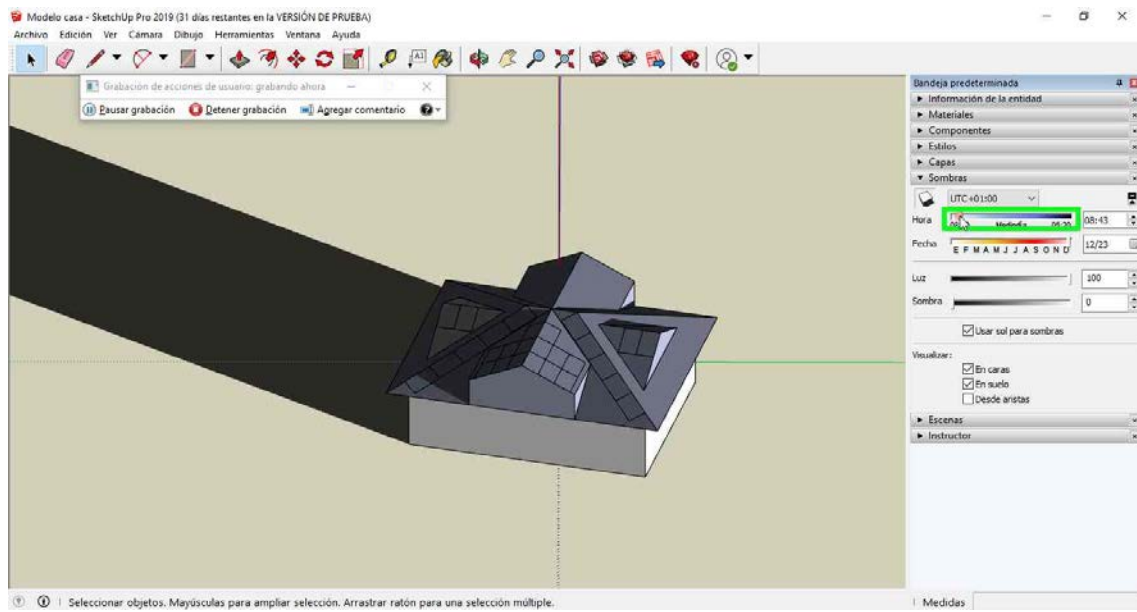 Modelo casa - SketchUp Pro 2019 (31 días restantes en la VERSIÓN DE PRUEBA)
Archivo Edición Ver Cámara Dibujo Herramientas Ventana Ayuda
A1
Grabación de acciones de usuario: grabando ahora
Pausar grabación Detener grabación Agregar comentario
Bandeja predeterminada
Información de la entidad
Materiales
Componentes
Estilos
Capas
Sombras
UTC+01:00
Hora Mediodía 08:43
Fecha E F M A M J J A S O N D 12/23
Luz 100
Sombra 0
Usar sol para sombras
Visualizar:
En caras
En suelo
Desde aristas
Escenas
Instructor
Seleccionar objetos. Mayúsculas para ampliar selección. Arrastrar ratón para una selección múltiple.
Medidas